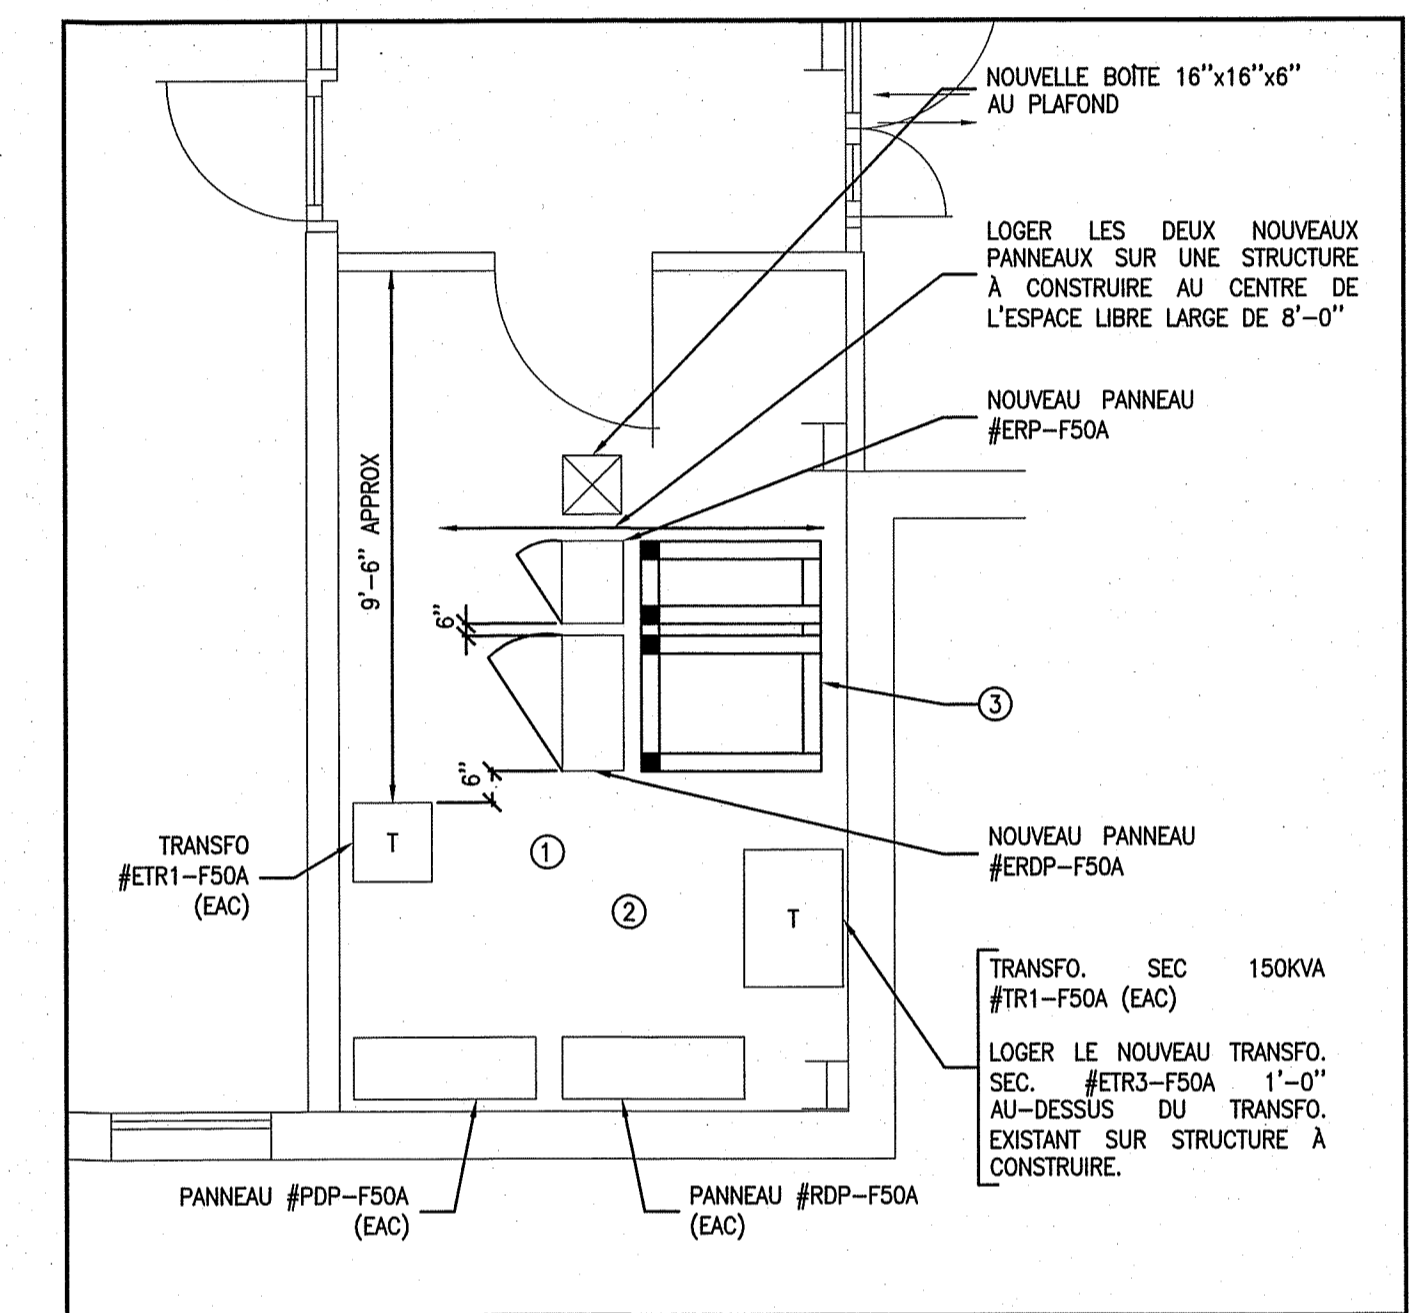 NOUVELLE BOÎTE 16"x16"x6"
AU PLAFOND
LOGER LES DEUX NOUVEAUX
PANNEAUX SUR UNE STRUCTURE
À CONSTRUIRE AU CENTRE DE
L'ESPACE LIBRE LARGE DE 8'-0"
NOUVEAU PANNEAU
#ERP-F50A
9'-6" APPROX
6"
3
6"
TRANSFO
#ETR1-F50A
(EAC)
T
1
2
T
NOUVEAU PANNEAU
#ERDP-F50A
TRANSFO. SEC 150KVA
#TR1-F50A (EAC)
LOGER LE NOUVEAU TRANSFO.
SEC. #ETR3-F50A 1'-0"
AU-DESSUS DU TRANSFO.
EXISTANT SUR STRUCTURE À
CONSTRUIRE.
PANNEAU #PDP-F50A
(EAC)
PANNEAU #RDP-F50A
(EAC)